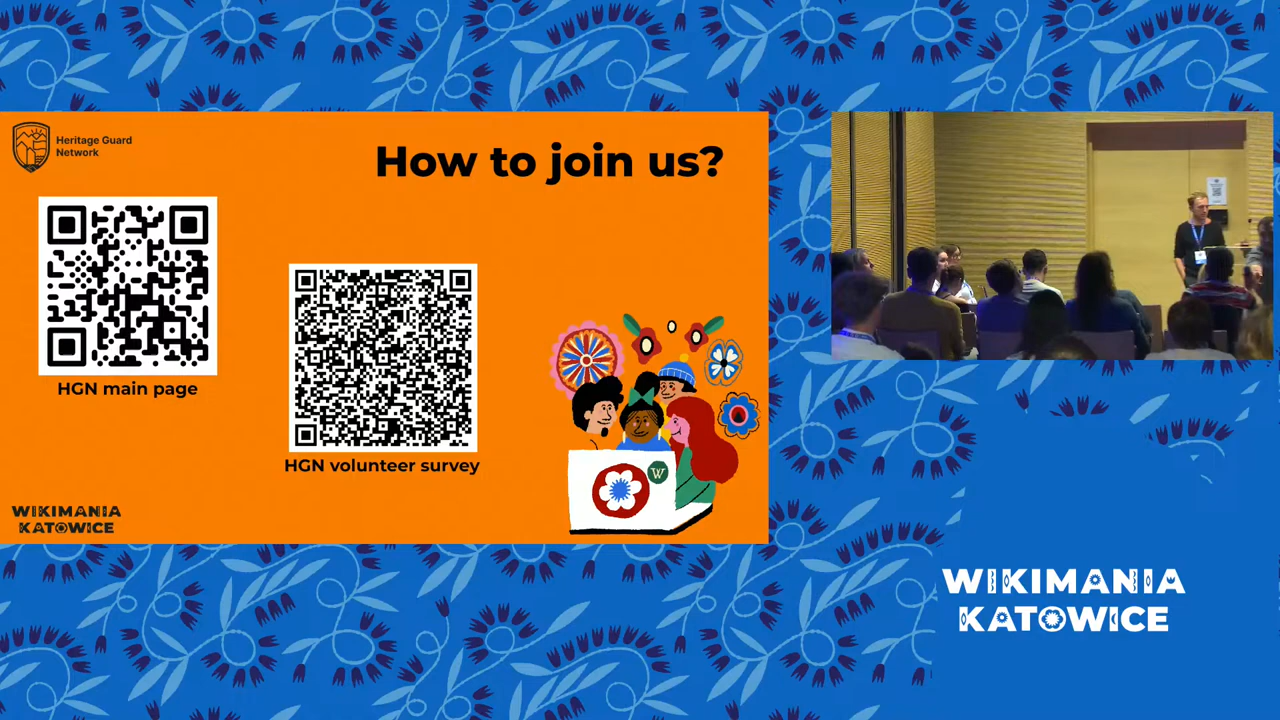 Heritage Guard
Network
How to join us?
HGN main page
HGN volunteer survey
W
WIKIMANIA
KATOWICE
WIKIMANIA
KATOWICE